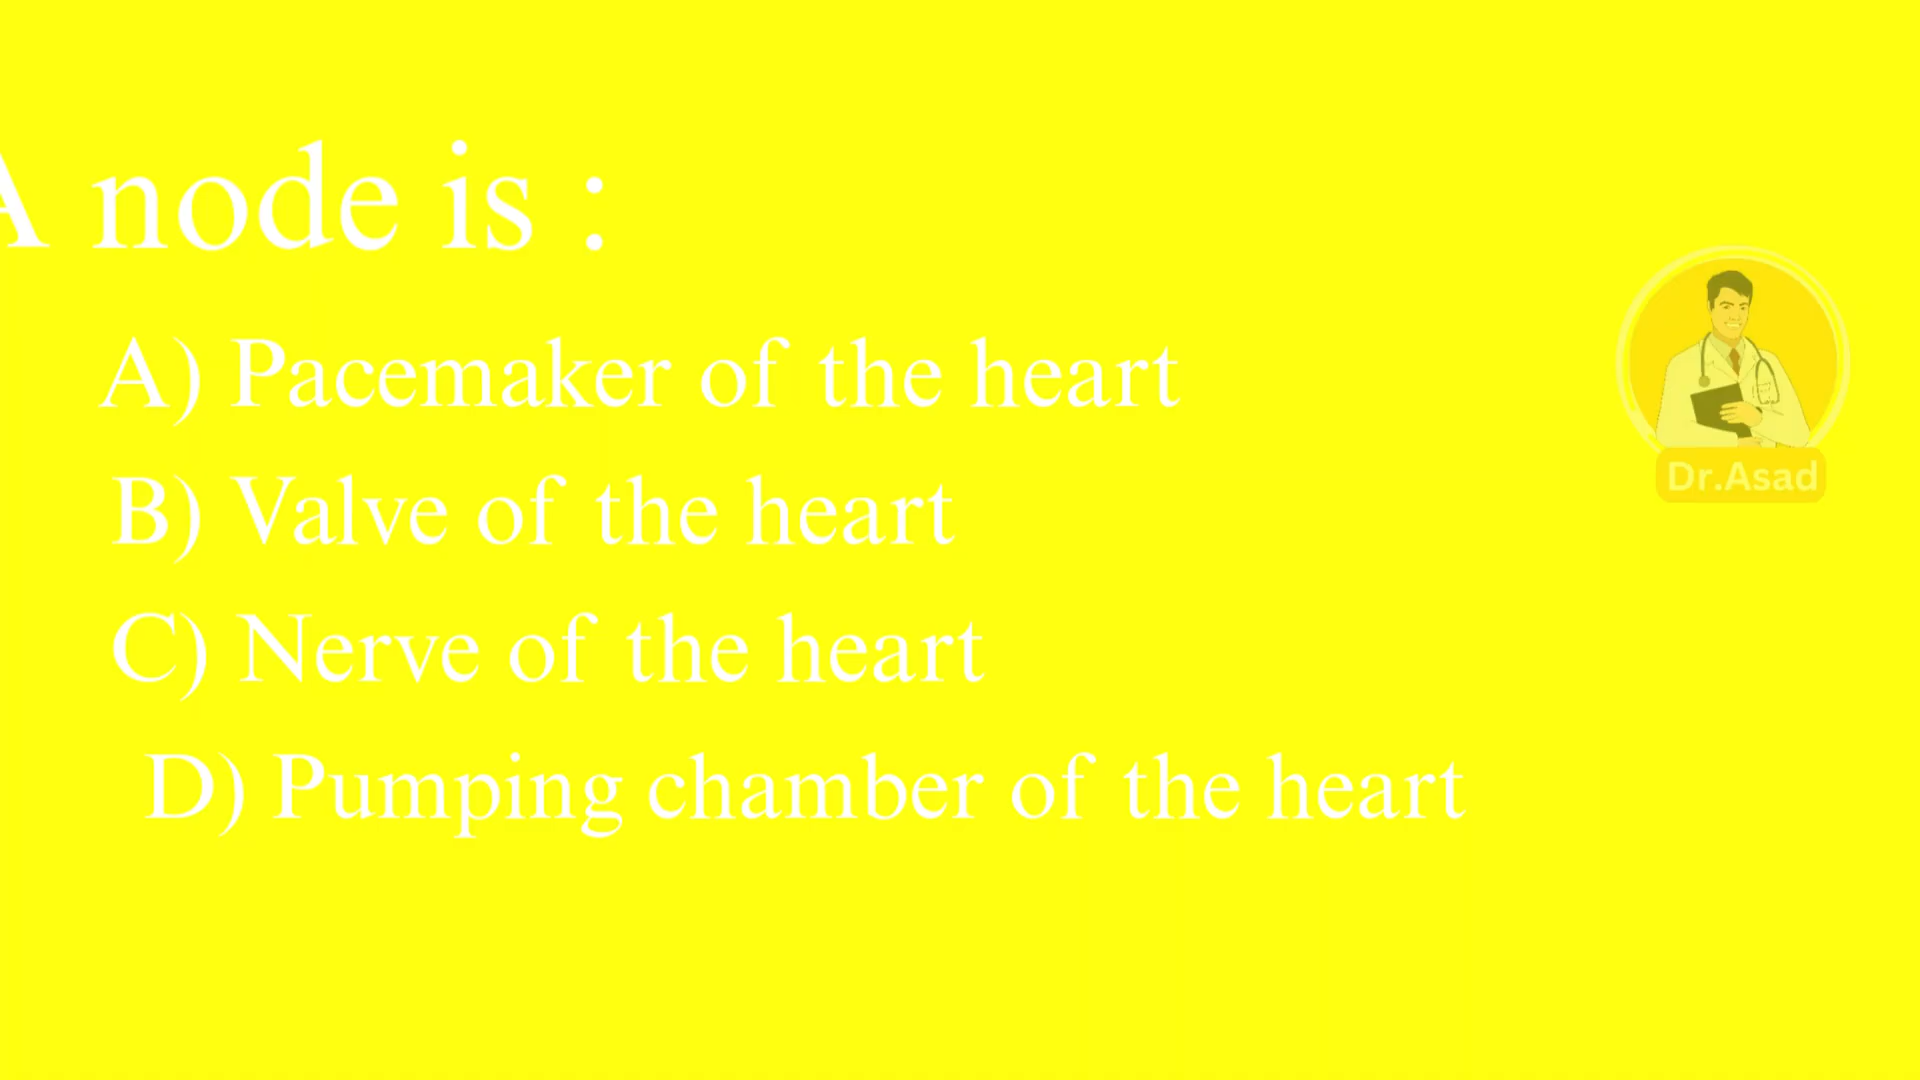 A node is :
A) Pacemaker of the heart
B) Valve of the heart
C) Nerve of the heart
D) Pumping chamber of the heart
Dr.Asad